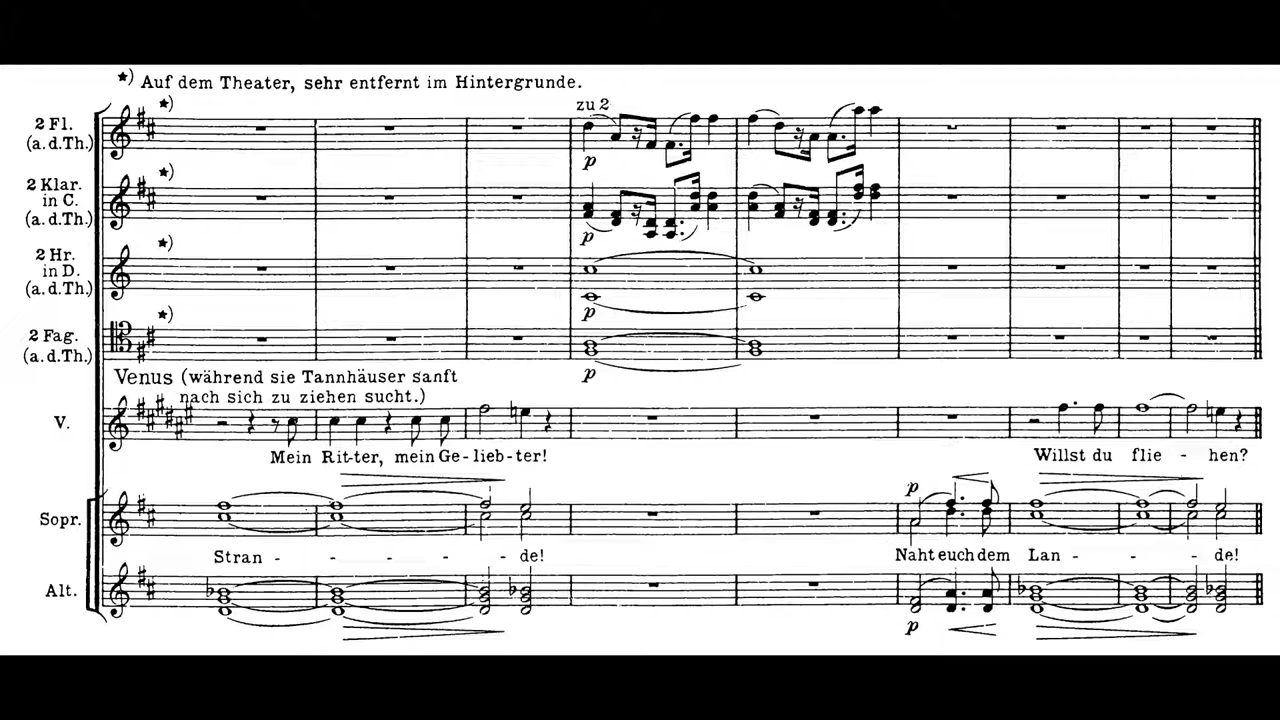 *) Auf dem Theater, sehr entfernt im Hintergrunde.
2 Fl.
(a.d.Th.)
*)
zu 2
p
2 Klar.
in C.
(a.d.Th.)
*)
p
2 Hr.
in D.
(a.d.Th.)
*)
p
2 Fag.
(a.d.Th.)
*)
p
Venus (während sie Tannhäuser sanft
nach sich zu ziehen sucht.)
V.
Mein Rit-ter, mein Ge-lieb-ter! Willst du flie - hen?
p
Sopr.
Stran - - - - de! Naht euch dem Lan - - - de!
Alt.
p